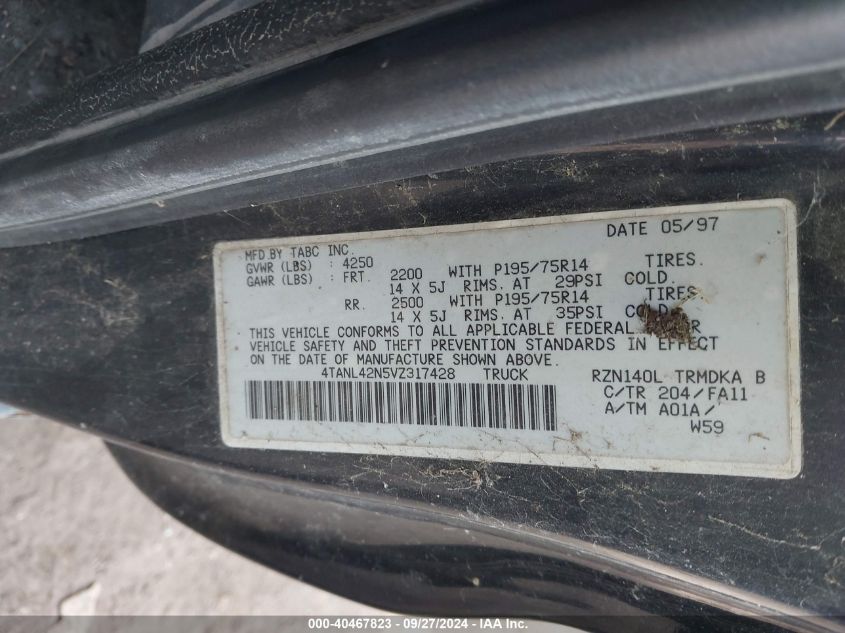 DATE 05/97
MFD.BY TABC INC.
GVWR (LBS) : 4250
GAWR (LBS) : FRT. 2200 WITH P195/75R14 TIRES.
14 X 5J RIMS. AT 29PSI COLD.
RR. 2500 WITH P195/75R14 TIRES.
14 X 5J RIMS. AT 35PSI COLD.
THIS VEHICLE CONFORMS TO ALL APPLICABLE FEDERAL
VEHICLE SAFETY AND THEFT PREVENTION STANDARDS IN EFFECT
ON THE DATE OF MANUFACTURE SHOWN ABOVE.
4TANL42N5VZ317428 TRUCK RZN140L TRMDKA B
C/TR 204/FA11
A/TM A01A/
W59
000-40467823 - 09/27/2024 - IAA Inc.